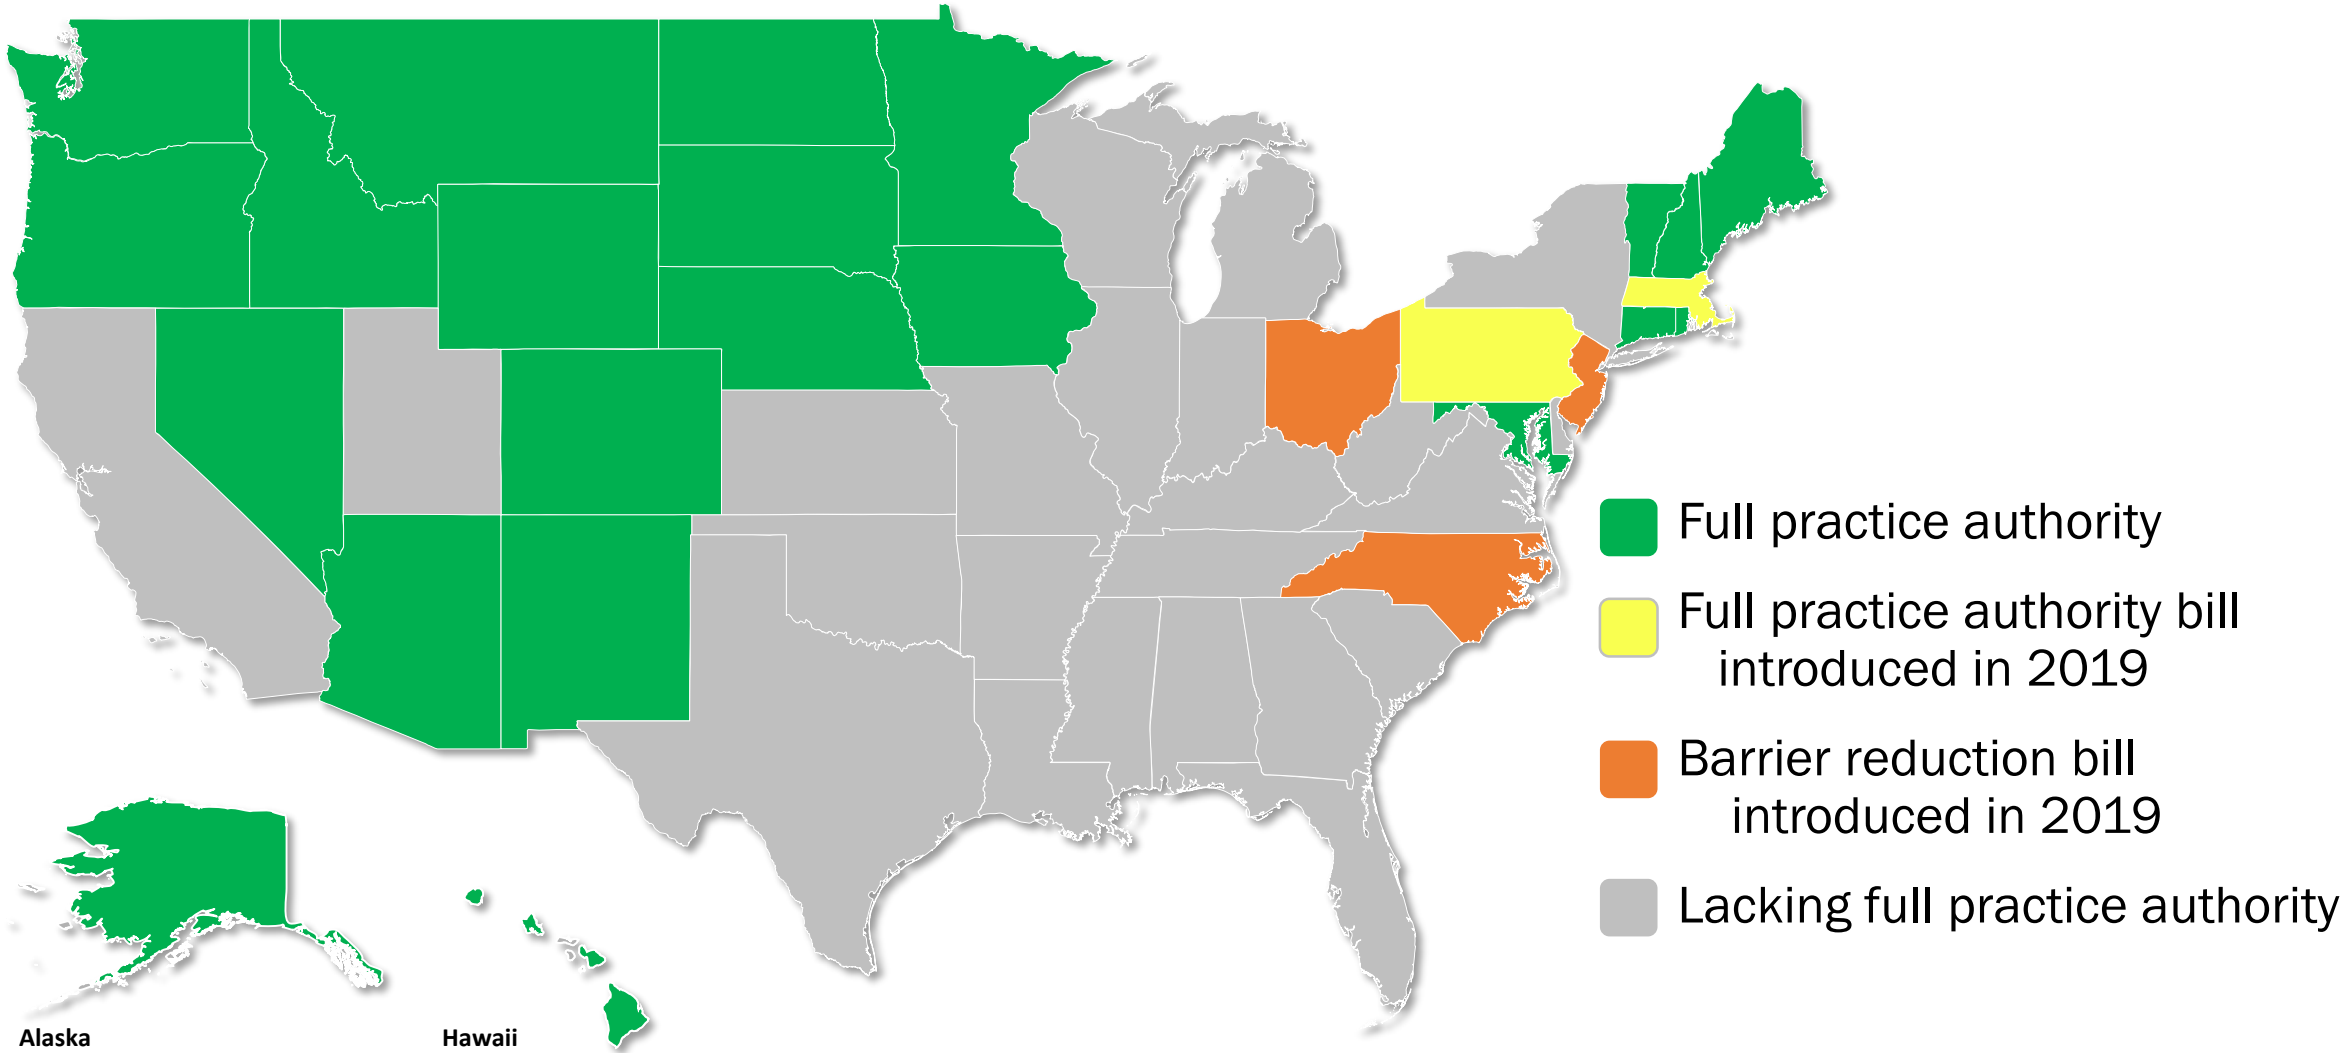 Full practice authority
Full practice authority bill
introduced in 2019
Barrier reduction bill
introduced in 2019
Lacking full practice authority
Alaska
Hawaii